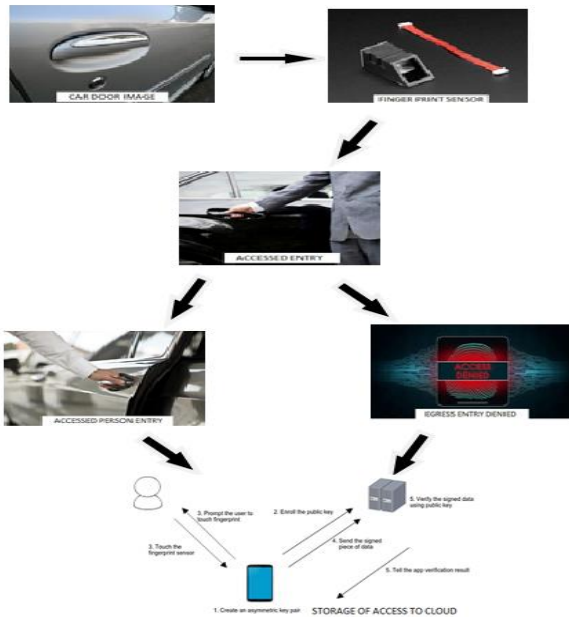 CAR DOOR IMAGE
FINGER PRINT SENSOR
ACCESSED ENTRY
ACCESS
DENIED
ACCESSED PERSON ENTRY
EGRESS ENTRY DENIED
3. Prompt the user to
touch fingerprint
2. Enroll the public key
5. Verify the signed data
using public key
3. Touch the
fingerprint sensor
4. Send the signed
piece of data
5. Tell the app verification result
1. Create an asymmetric key pair
STORAGE OF ACCESS TO CLOUD